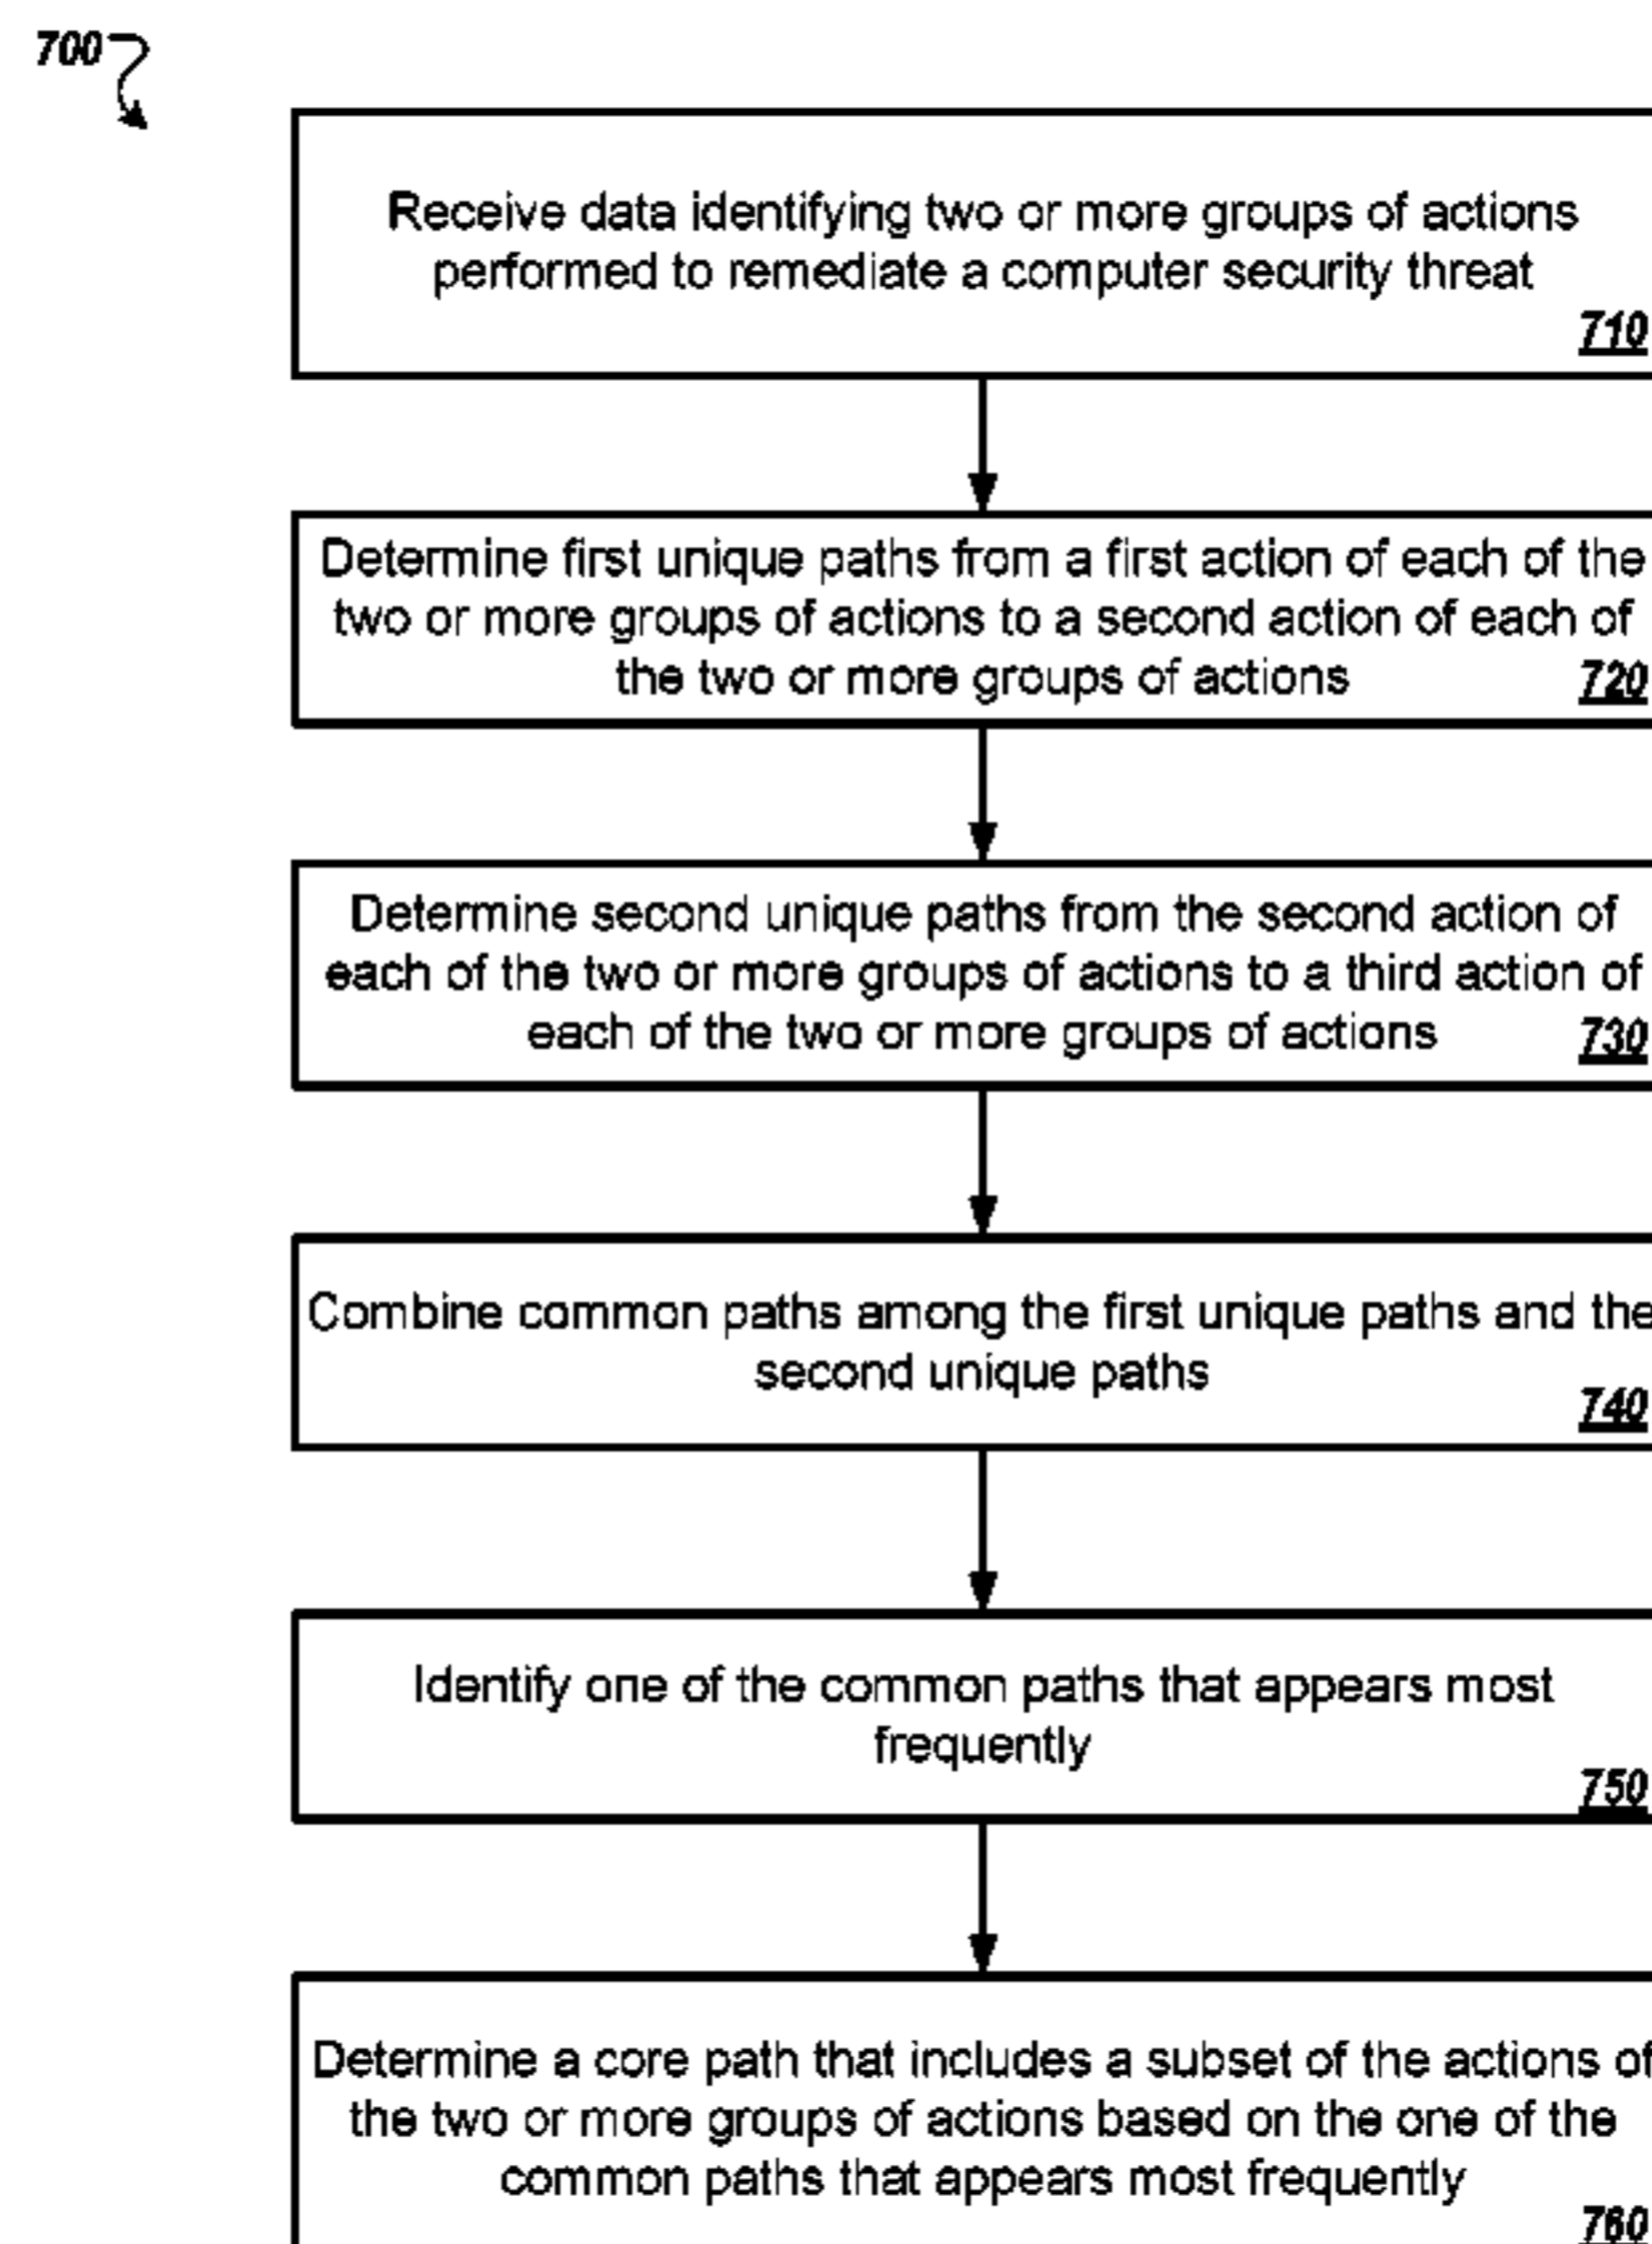 700
Receive data identifying two or more groups of actions
performed to remediate a computer security threat
710
Determine first unique paths from a first action of each of the
two or more groups of actions to a second action of each of
the two or more groups of actions
720
Determine second unique paths from the second action of
each of the two or more groups of actions to a third action of
each of the two or more groups of actions
730
Combine common paths among the first unique paths and the
second unique paths
740
Identify one of the common paths that appears most
frequently
750
Determine a core path that includes a subset of the actions of
the two or more groups of actions based on the one of the
common paths that appears most frequently
760